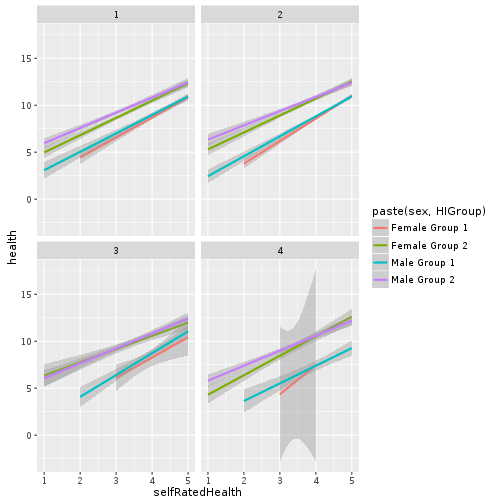 1 2
15
10
5
0
health
3 4
15
10
5
0
1 2 3 4 5 1 2 3 4 5
selfRatedHealth
paste(sex, HIGroup)
Female Group 1
Female Group 2
Male Group 1
Male Group 2